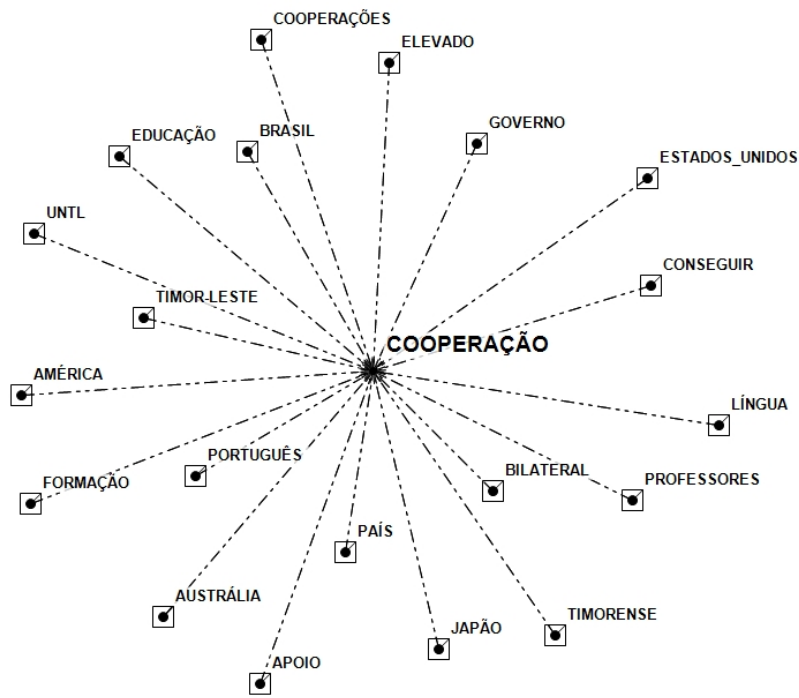 COOPERAÇÕES
ELEVADO
GOVERNO
BRASIL
EDUCAÇÃO
ESTADOS_UNIDOS
UNTL
CONSEGUIR
TIMOR-LESTE
COOPERAÇÃO
AMÉRICA
LÍNGUA
PORTUGUÊS
BILATERAL
PROFESSORES
FORMAÇÃO
PAÍS
AUSTRÁLIA
TIMORENSE
JAPÃO
APOIO